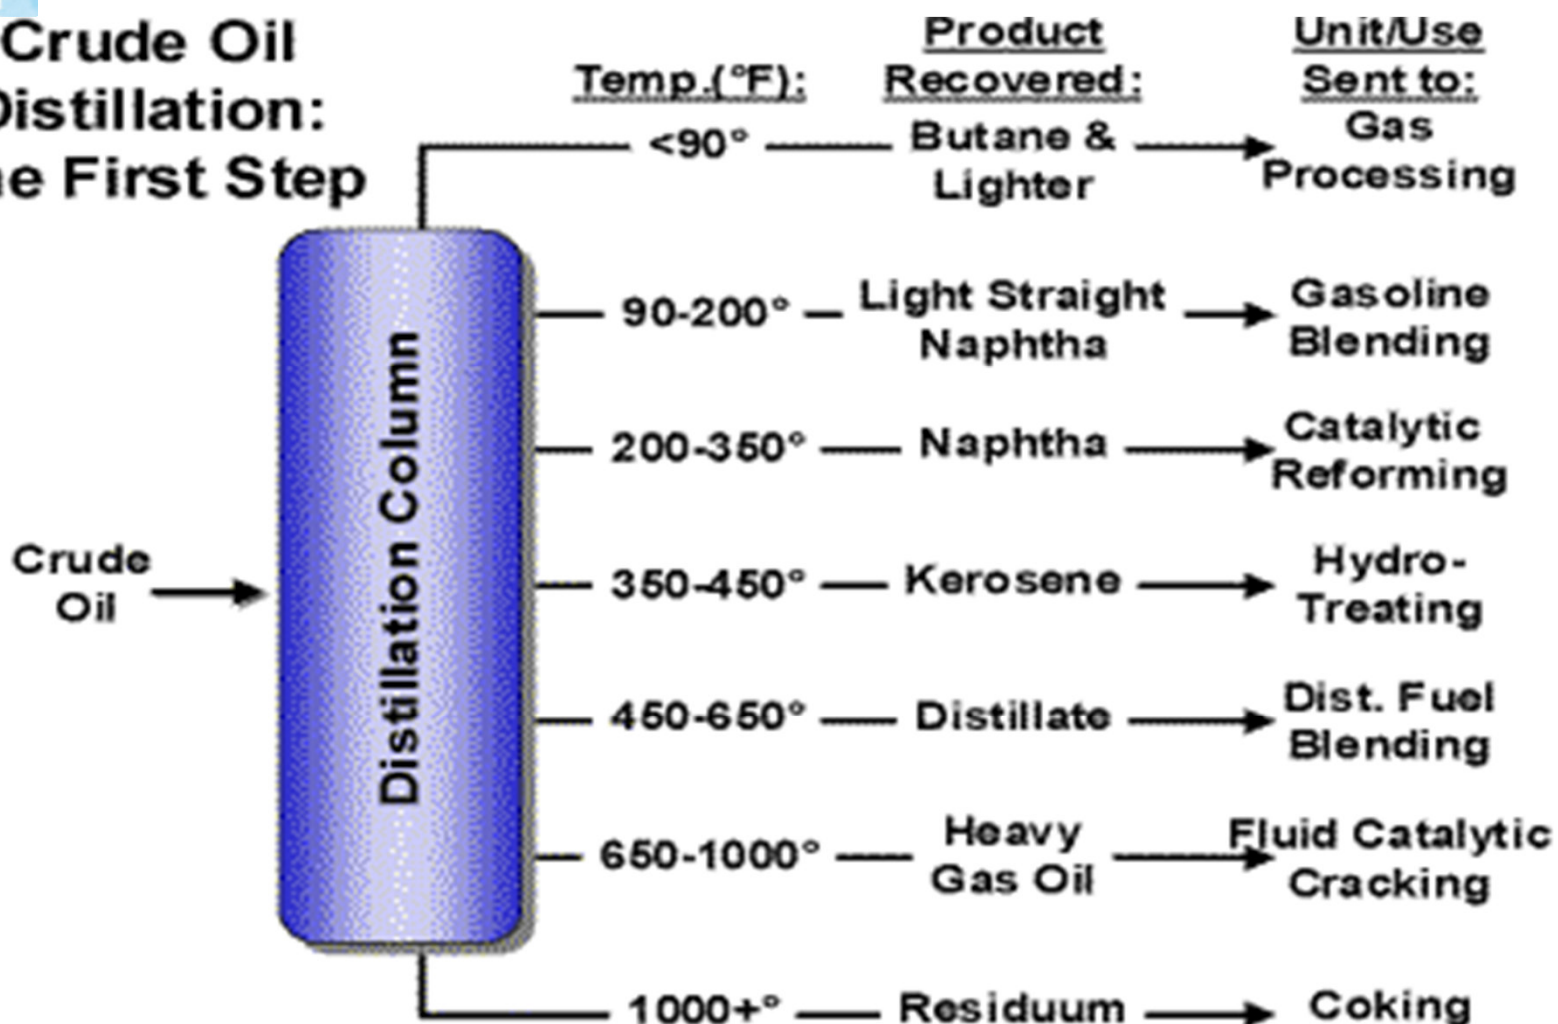 Crude Oil
Distillation:
he First Step
Temp.(°F):
Product
Recovered:
Unit/Use
Sent to:
<90°
Butane &
Lighter
Gas
Processing
90-200°
Light Straight
Naphtha
Gasoline
Blending
200-350°
Naphtha
Catalytic
Reforming
Crude
Oil
Distillation Column
350-450°
Kerosene
Hydro-
Treating
450-650°
Distillate
Dist. Fuel
Blending
650-1000°
Heavy
Gas Oil
Fluid Catalytic
Cracking
1000+°
Residuum
Coking